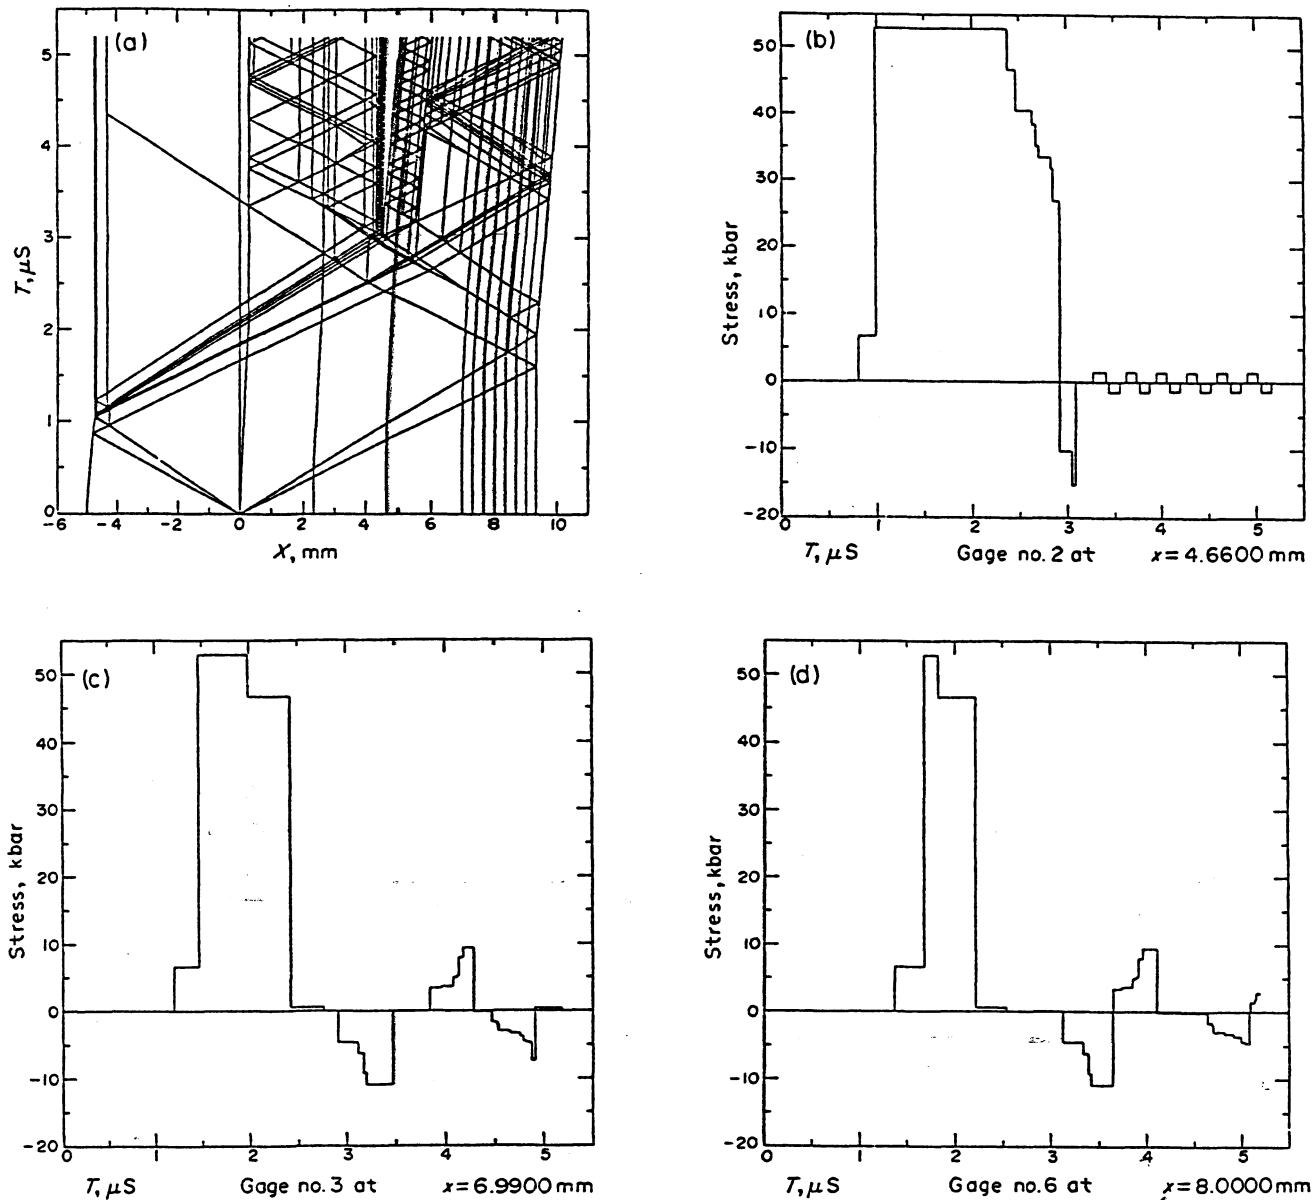 (a)
5
4
3
2
1
0
T, μS
-6 -4 -2 0 2 4 6 8 10
X, mm
(b)
50
40
30
20
10
0
-10
-20
Stress, kbar
0 1 2 3 4 5
T, μS Gage no. 2 at x = 4.6600 mm
(c)
50
40
30
20
10
0
-10
-20
Stress, kbar
0 1 2 3 4 5
T, μS Gage no. 3 at x = 6.9900 mm
(d)
50
40
30
20
10
0
-10
-20
Stress, kbar
0 1 2 3 4 5
T, μS Gage no. 6 at x = 8.0000 mm